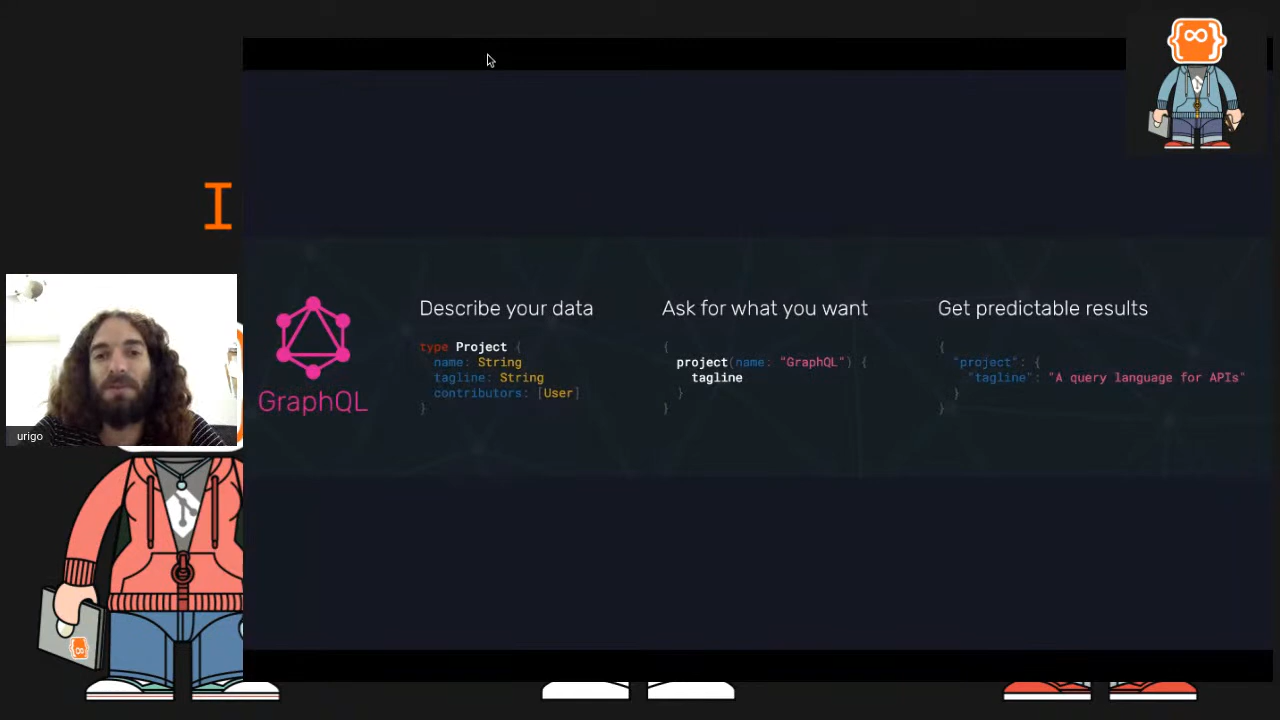 I
urigo
GraphQL
Describe your data
type Project {
name: String
tagline: String
contributors: [User]
}
Ask for what you want
{
project(name: "GraphQL") {
tagline
}
}
Get predictable results
{
"project": {
"tagline": "A query language for APIs"
}
}